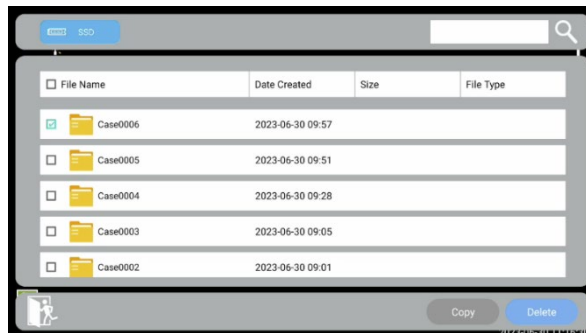 SSD
File Name Date Created Size File Type
Case0006 2023-06-30 09:57
Case0005 2023-06-30 09:51
Case0004 2023-06-30 09:28
Case0003 2023-06-30 09:05
Case0002 2023-06-30 09:01
Copy Delete